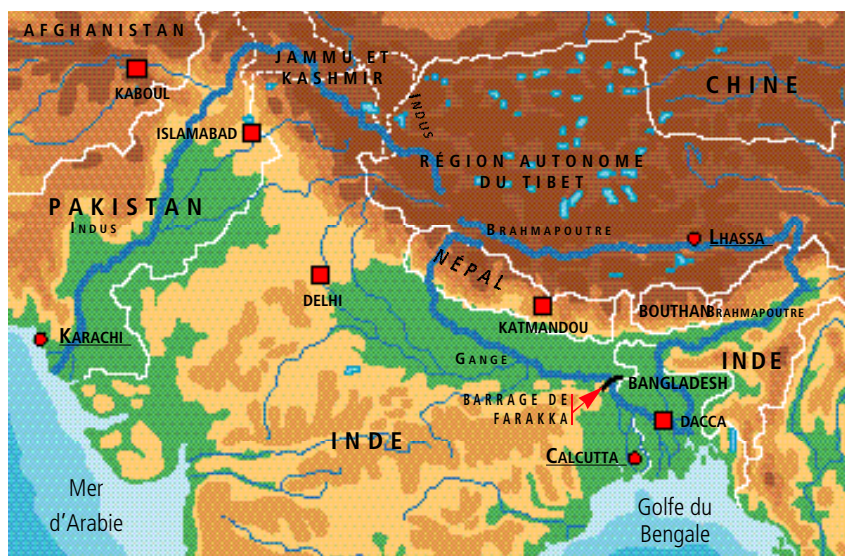 AFGHANISTAN
JAMMU ET
KASHMIR
CHINE
KABOUL
INDUS
ISLAMABAD
RÉGION AUTONOME
DU TIBET
PAKISTAN
INDUS
BRAHMAPOUTRE
LHASSA
NÉPAL
DELHI
KATMANDOU
BOUTHAN
BRAHMAPOUTRE
KARACHI
GANGE
INDE
BANGLADESH
BARRAGE DE
FARAKKA
DACCA
INDE
CALCUTTA
Mer
d'Arabie
Golfe du
Bengale